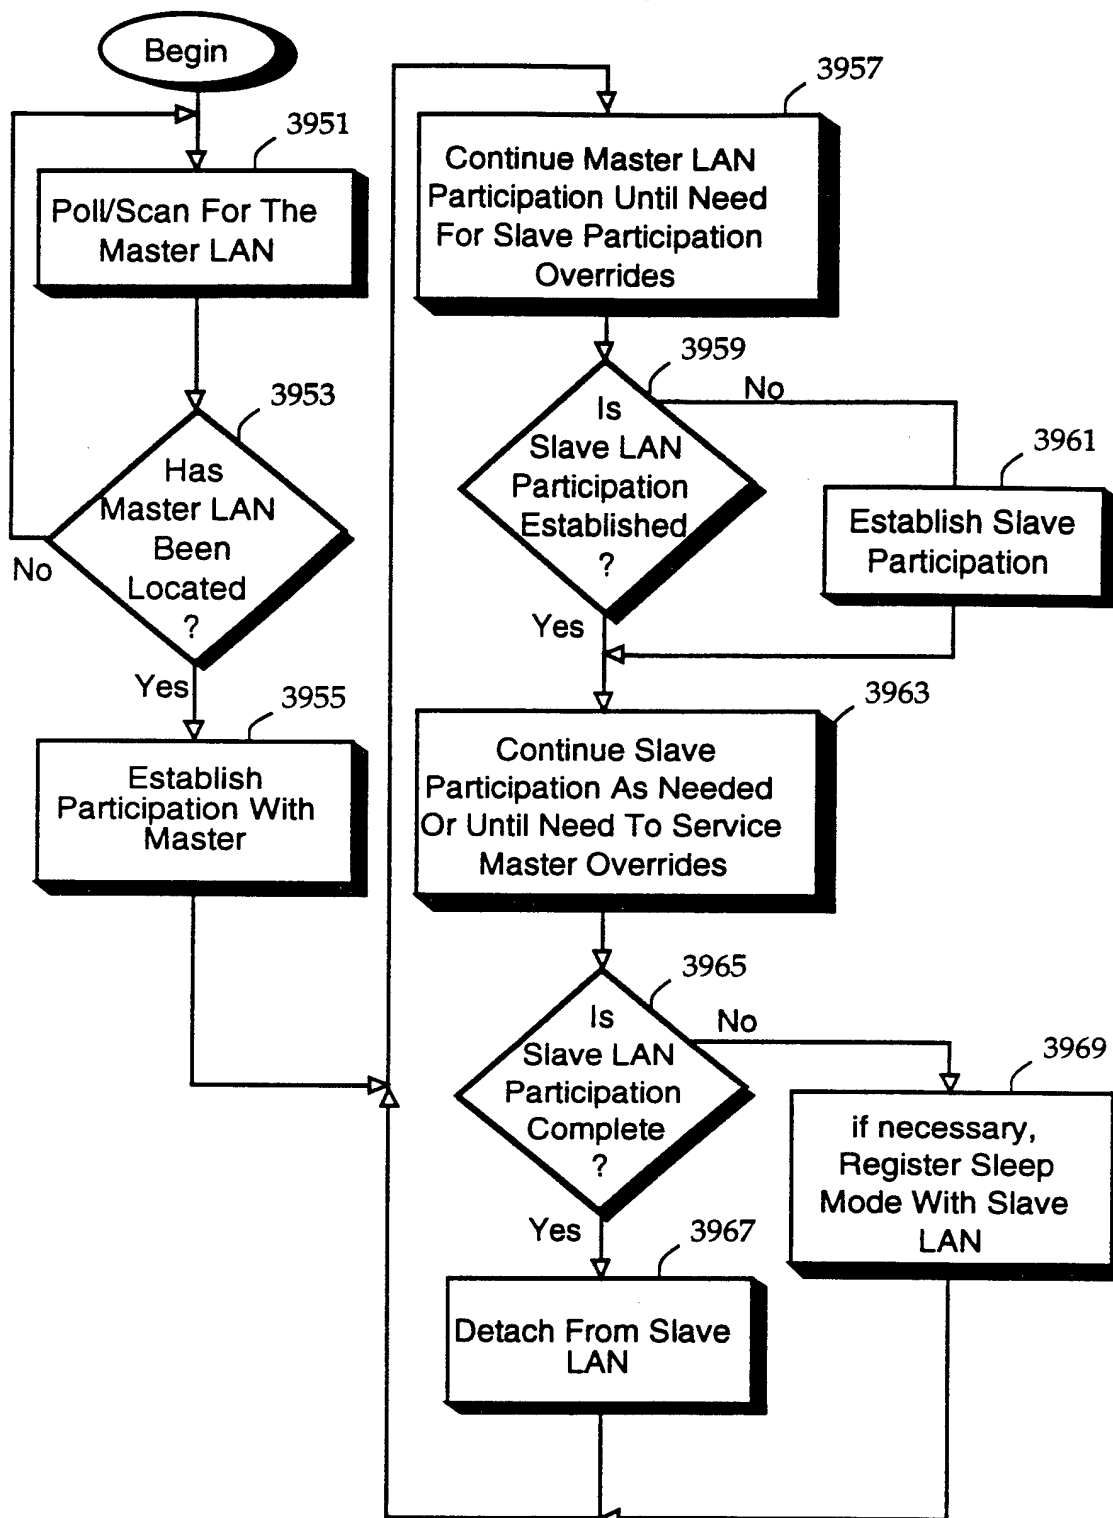 Begin
3951
Poll/Scan For The
Master LAN
3953
Has
Master LAN
Been
Located
?
No
Yes
3955
Establish
Participation With
Master
3957
Continue Master LAN
Participation Until Need
For Slave Participation
Overrides
3959
Is
Slave LAN
Participation
Established
?
No
3961
Establish Slave
Participation
Yes
3963
Continue Slave
Participation As Needed
Or Until Need To Service
Master Overrides
3965
Is
Slave LAN
Participation
Complete
?
No
3969
if necessary,
Register Sleep
Mode With Slave
LAN
Yes
3967
Detach From Slave
LAN